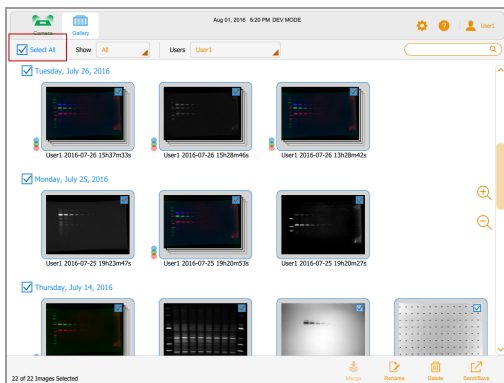 Aug 01, 2016 5:20 PM DEV MODE
Camera
Gallery
User1
Select All
Show
All
Users
User1
Tuesday, July 26, 2016
User1 2016-07-26 15h37m33s
User1 2016-07-26 15h28m46s
User1 2016-07-26 13h28m42s
Monday, July 25, 2016
User1 2016-07-25 19h23m47s
User1 2016-07-25 19h20m53s
User1 2016-07-25 19h20m27s
Thursday, July 14, 2016
22 of 22 Images Selected
Merge
Rename
Delete
Send/Save